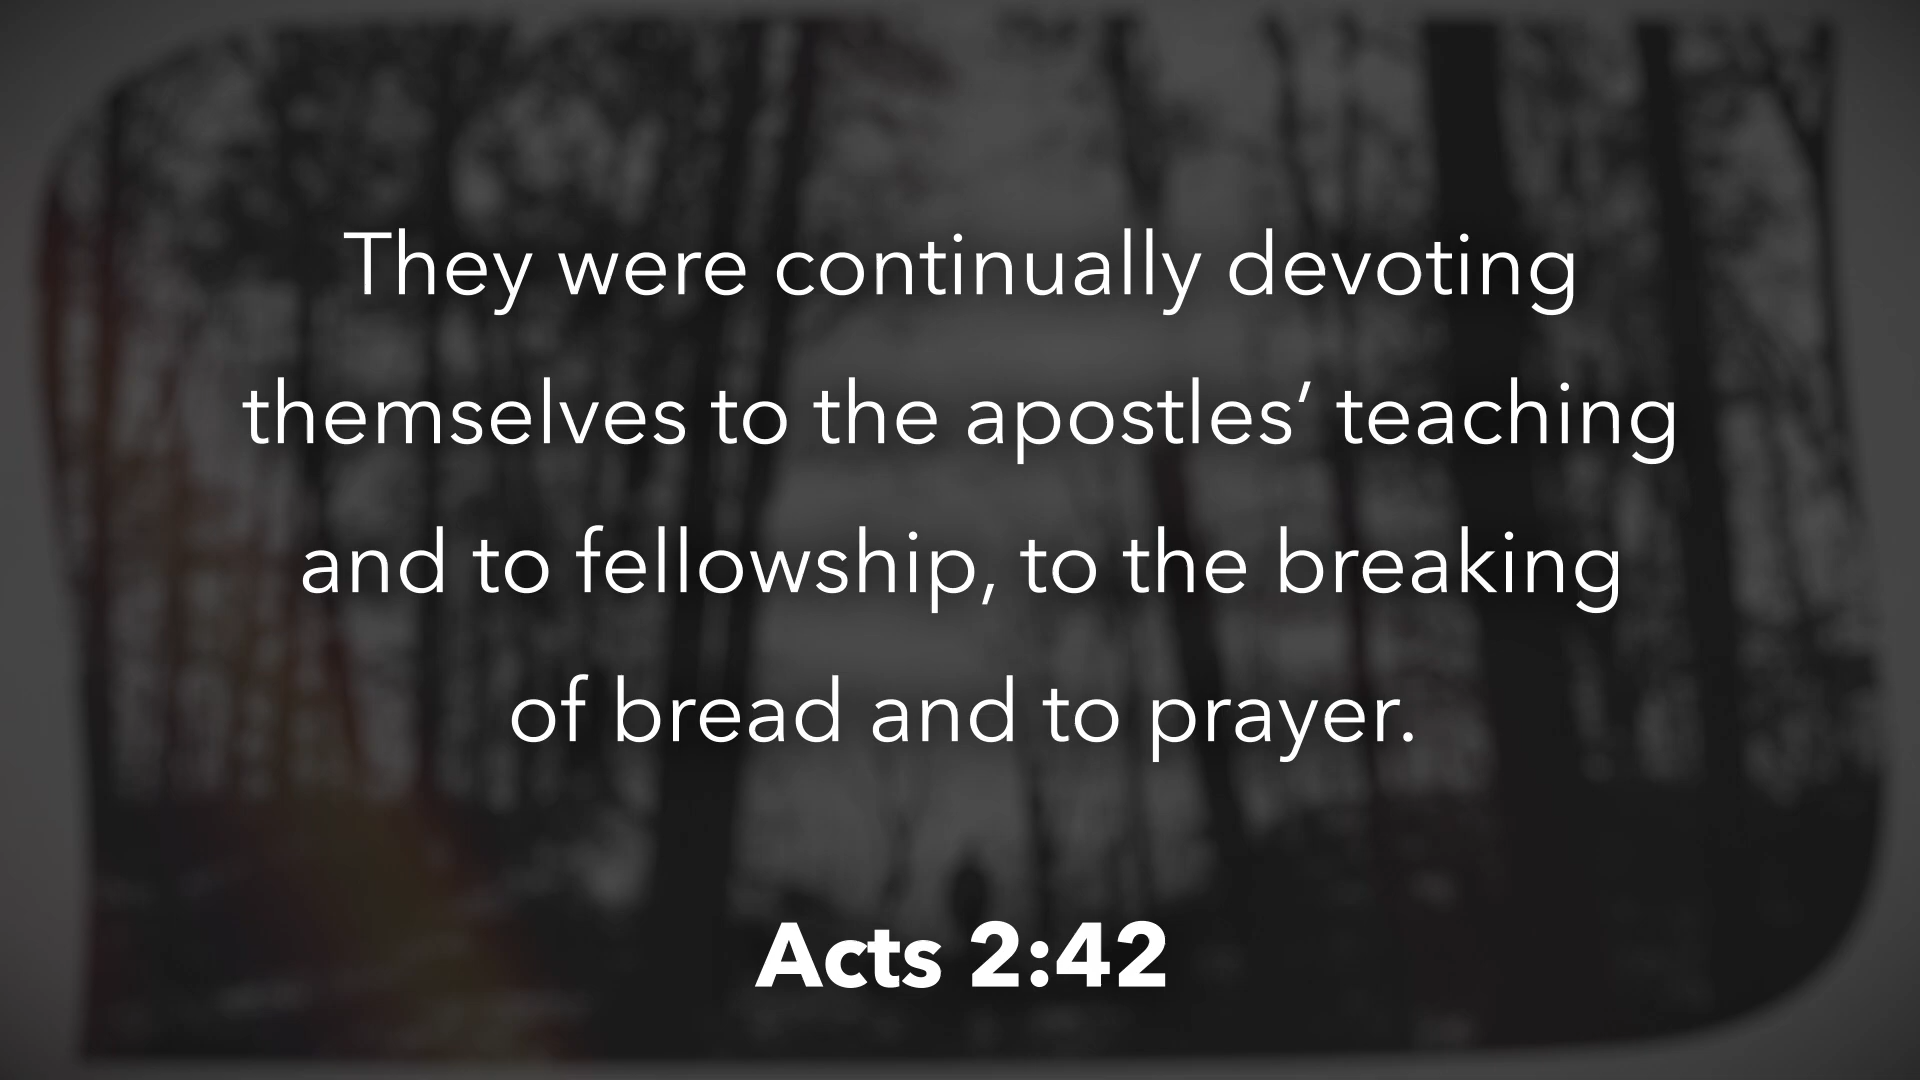 They were continually devoting
themselves to the apostles’ teaching
and to fellowship, to the breaking
of bread and to prayer.
Acts 2:42